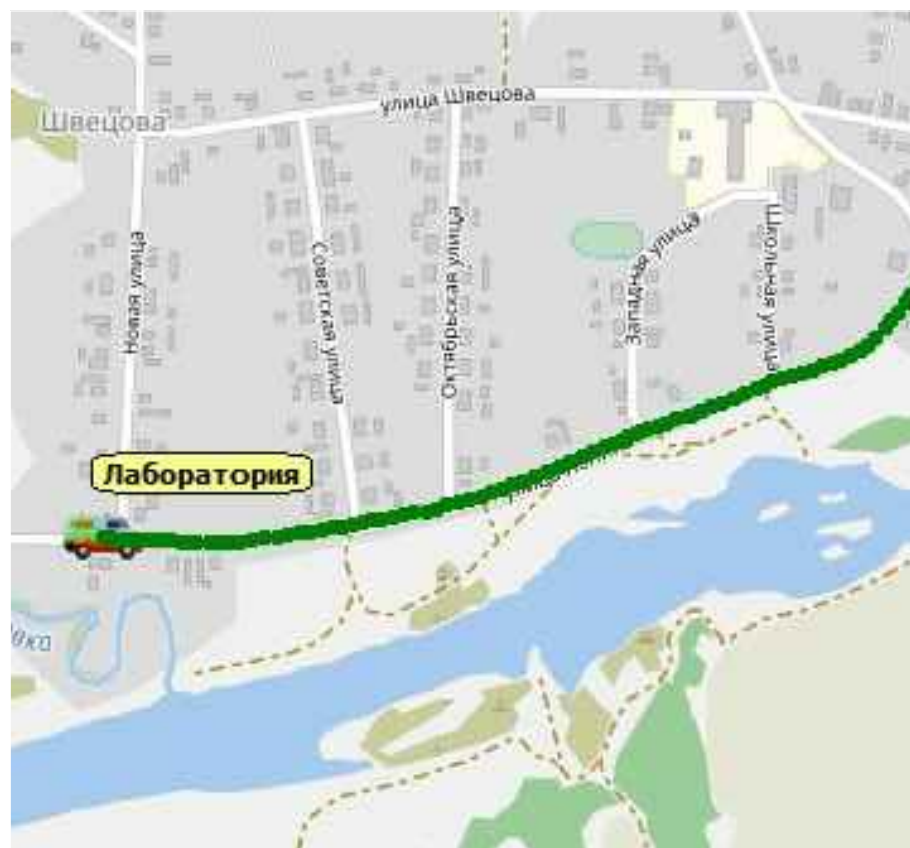 улица Швецова
Швецова
Новая улица
Советская улица
Октябрьская улица
Западная улица
Школьная улица
Лаборатория